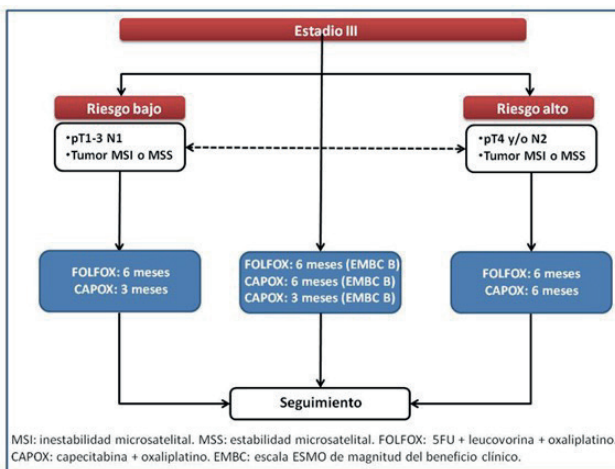 Estadio III
Riesgo bajo
•pT1-3 N1
•Tumor MSI o MSS
Riesgo alto
•pT4 y/o N2
•Tumor MSI o MSS
FOLFOX: 6 meses
CAPOX: 3 meses
FOLFOX: 6 meses (EMBC B)
CAPOX: 6 meses (EMBC B)
CAPOX: 3 meses (EMBC B)
FOLFOX: 6 meses
CAPOX: 6 meses
Seguimiento
MSI: inestabilidad microsatelital. MSS: estabilidad microsatelital. FOLFOX: 5FU + leucovorina + oxaliplatino.
CAPOX: capecitabina + oxaliplatino. EMBC: escala ESMO de magnitud del beneficio clínico.